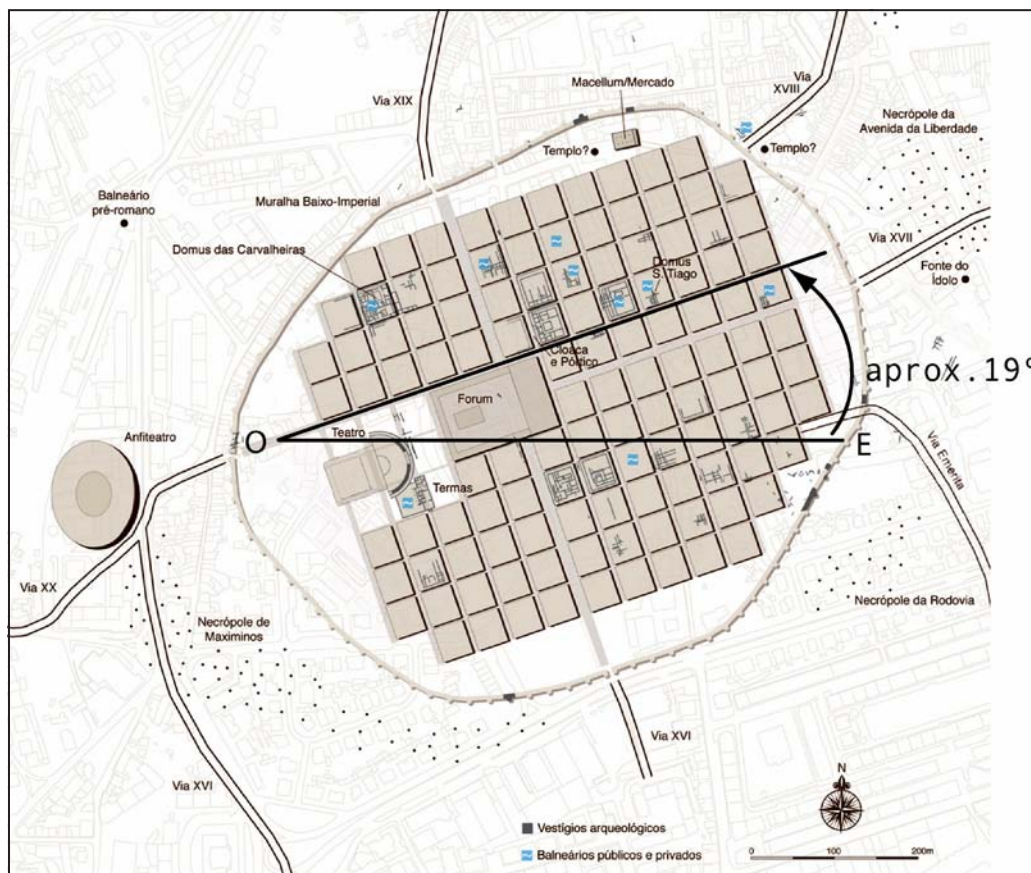 Macellum/Mercado
Via
XVIII
Via XIX
Necrópole da
Avenida da Liberdade
Templo?
Templo?
Balneário
pré-romano
Muralha Baixo-Imperial
Domus das Carvalheiras
Via XVII
Domus
S. Tiago
Fonte do
Ídolo
Cloaca
e Pórtico
aprox.19º
Forum
Anfiteatro
O
Teatro
E
Via Emerita
Termas
Via XX
Necrópole da Rodovia
Necrópole de
Maximinos
Via XVI
Via XVI
N
Vestígios arqueológicos
Balneários públicos e privados
0 100 200m